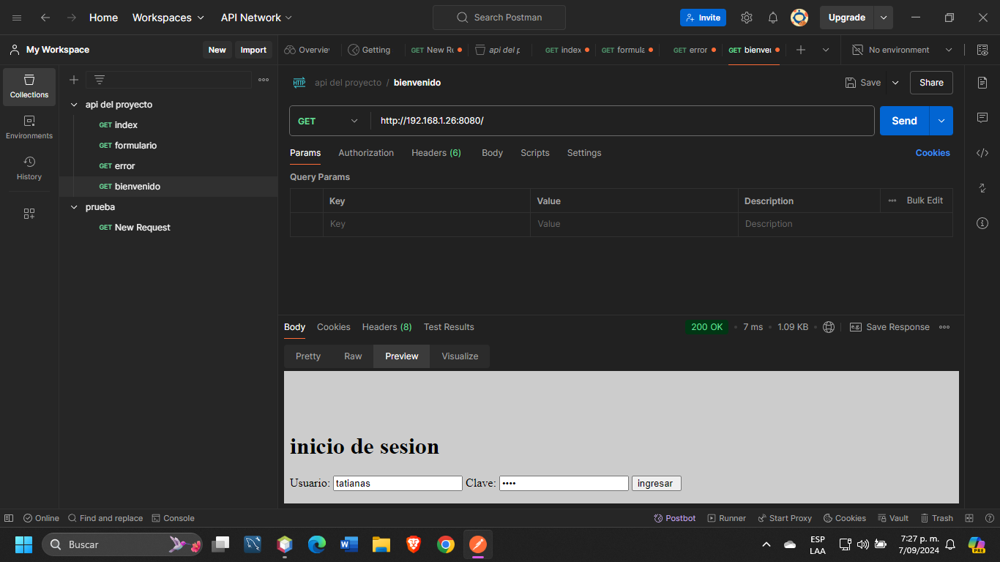 Home Workspaces API Network Search Postman Invite Upgrade
My Workspace New Import Overvie Getting GET New Re GET api del p GET index GET formula GET error GET bienve No environment
Collections
api del proyecto / bienvenido Save Share
api del proyecto
GET index
GET http://192.168.1.26:8080/ Send
Environments
GET formulario
Params Authorization Headers (6) Body Scripts Settings Cookies
GET error
History
Query Params
GET bienvenido
Key Value Description Bulk Edit
prueba
Key Value Description
GET New Request
Body Cookies Headers (8) Test Results 200 OK 7 ms 1.09 KB e.g. Save Response
Pretty Raw Preview Visualize
inicio de sesion
Usuario: tatianas Clave: •••• ingresar
Online Find and replace Console Postbot Runner Start Proxy Cookies Vault Trash
Buscar ESP LAA 7:27 p. m. 7/09/2024 PRE